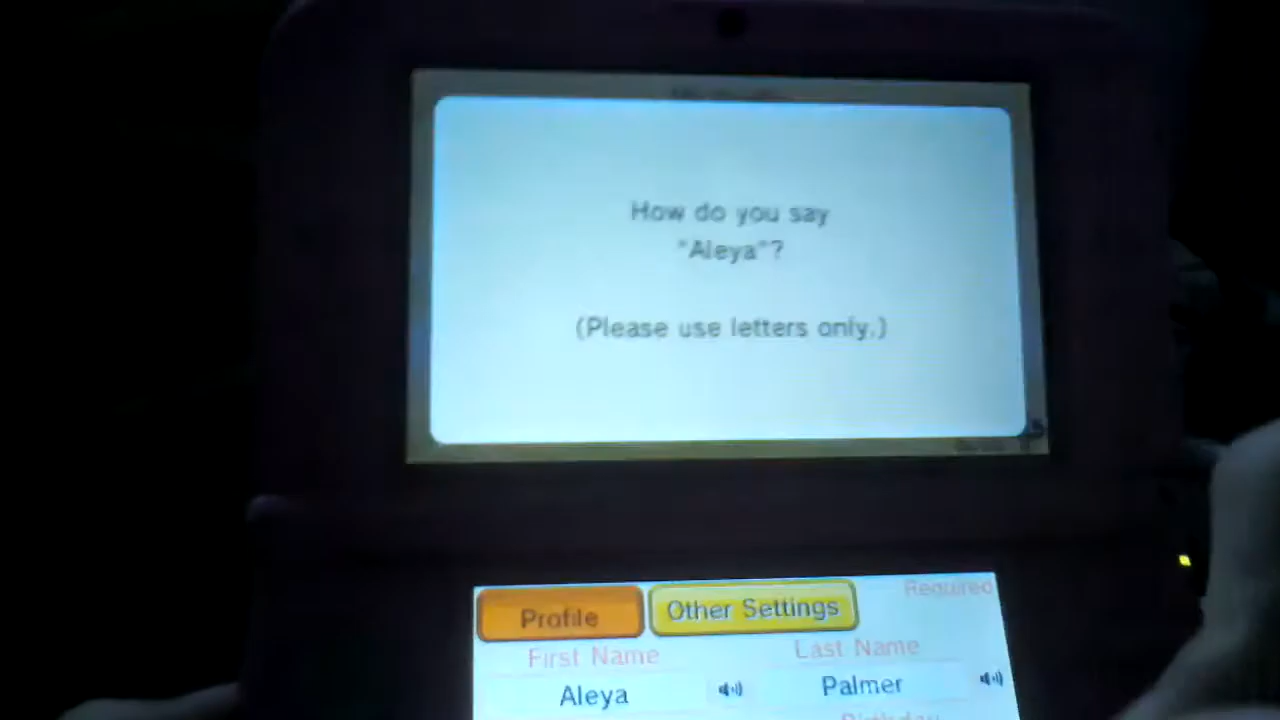 How do you say
"Aleya"?
(Please use letters only.)
Profile
Other Settings
Required
First Name
Last Name
Aleya
Palmer
Birthday